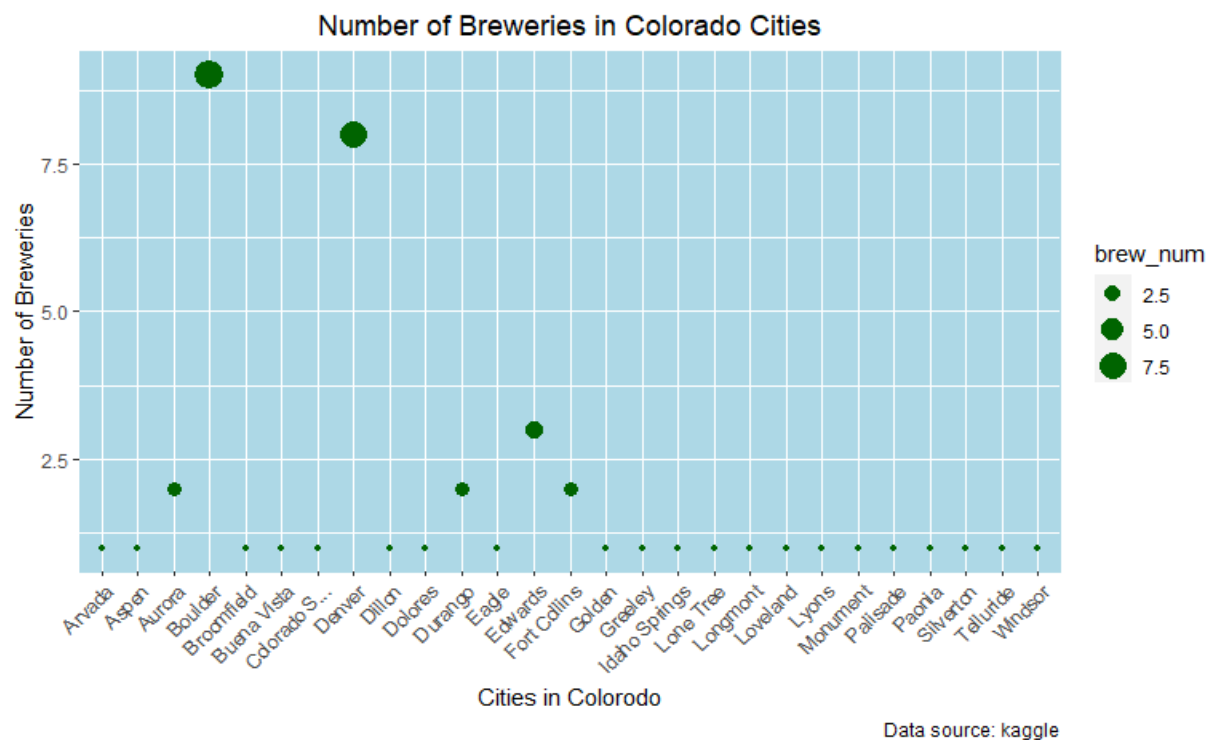 Number of Breweries in Colorado Cities
Number of Breweries
7.5
5.0
2.5
brew_num
2.5
5.0
7.5
Arvada
Aspen
Aurora
Boulder
Broomfield
Buena Vista
Colorado S...
Denver
Dillon
Dolores
Durango
Eagle
Edwards
Fort Collins
Golden
Greeley
Idaho Springs
Lone Tree
Longmont
Loveland
Lyons
Monument
Palisade
Paonia
Silverton
Telluride
Windsor
Cities in Colorodo
Data source: kaggle